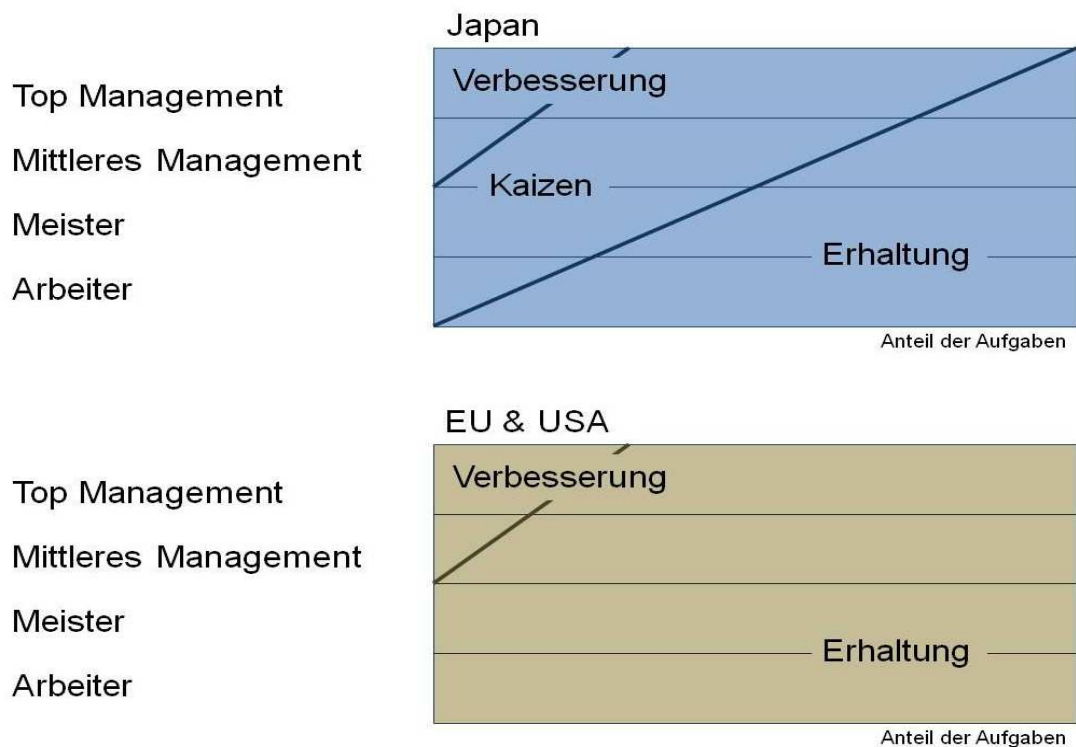 Japan
Top Management
Verbesserung
Mittleres Management
Kaizen
Meister
Erhaltung
Arbeiter
Anteil der Aufgaben
EU & USA
Top Management
Verbesserung
Mittleres Management
Meister
Erhaltung
Arbeiter
Anteil der Aufgaben